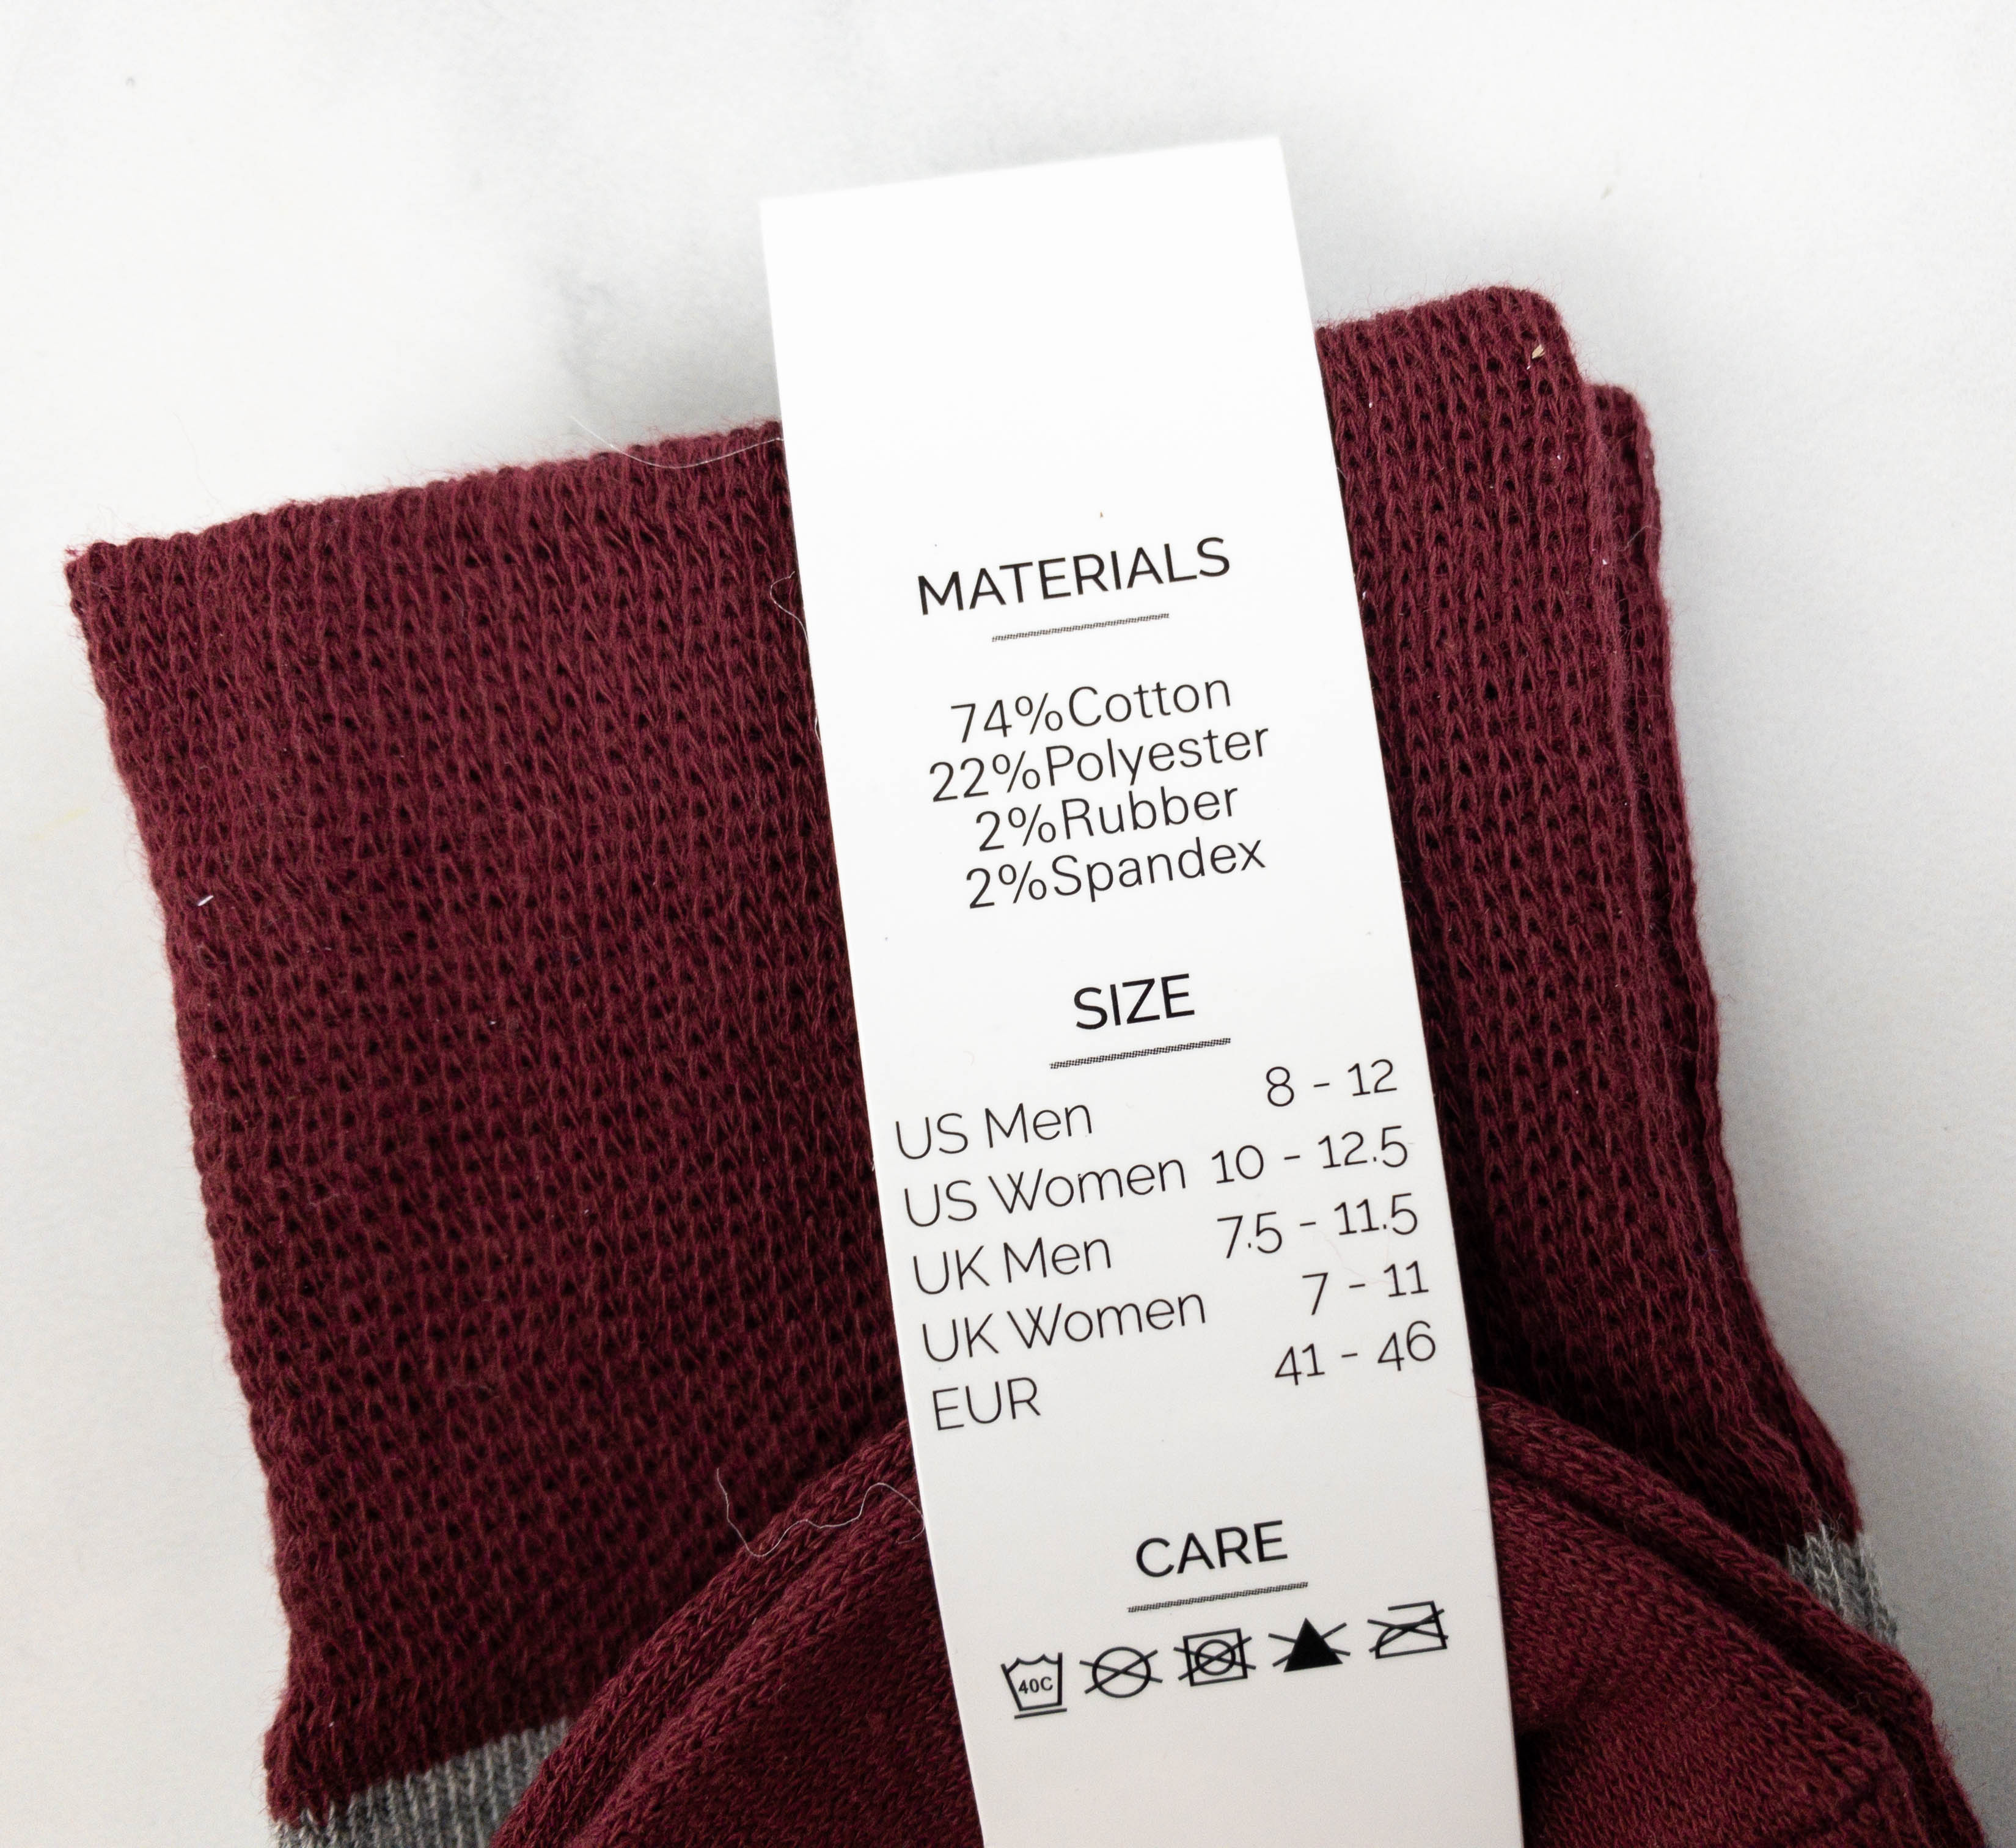 MATERIALS
74%Cotton
22%Polyester
2%Rubber
2%Spandex
SIZE
US Men 8 - 12
US Women 10 - 12.5
UK Men 7.5 - 11.5
UK Women 7 - 11
EUR 41 - 46
CARE
40C